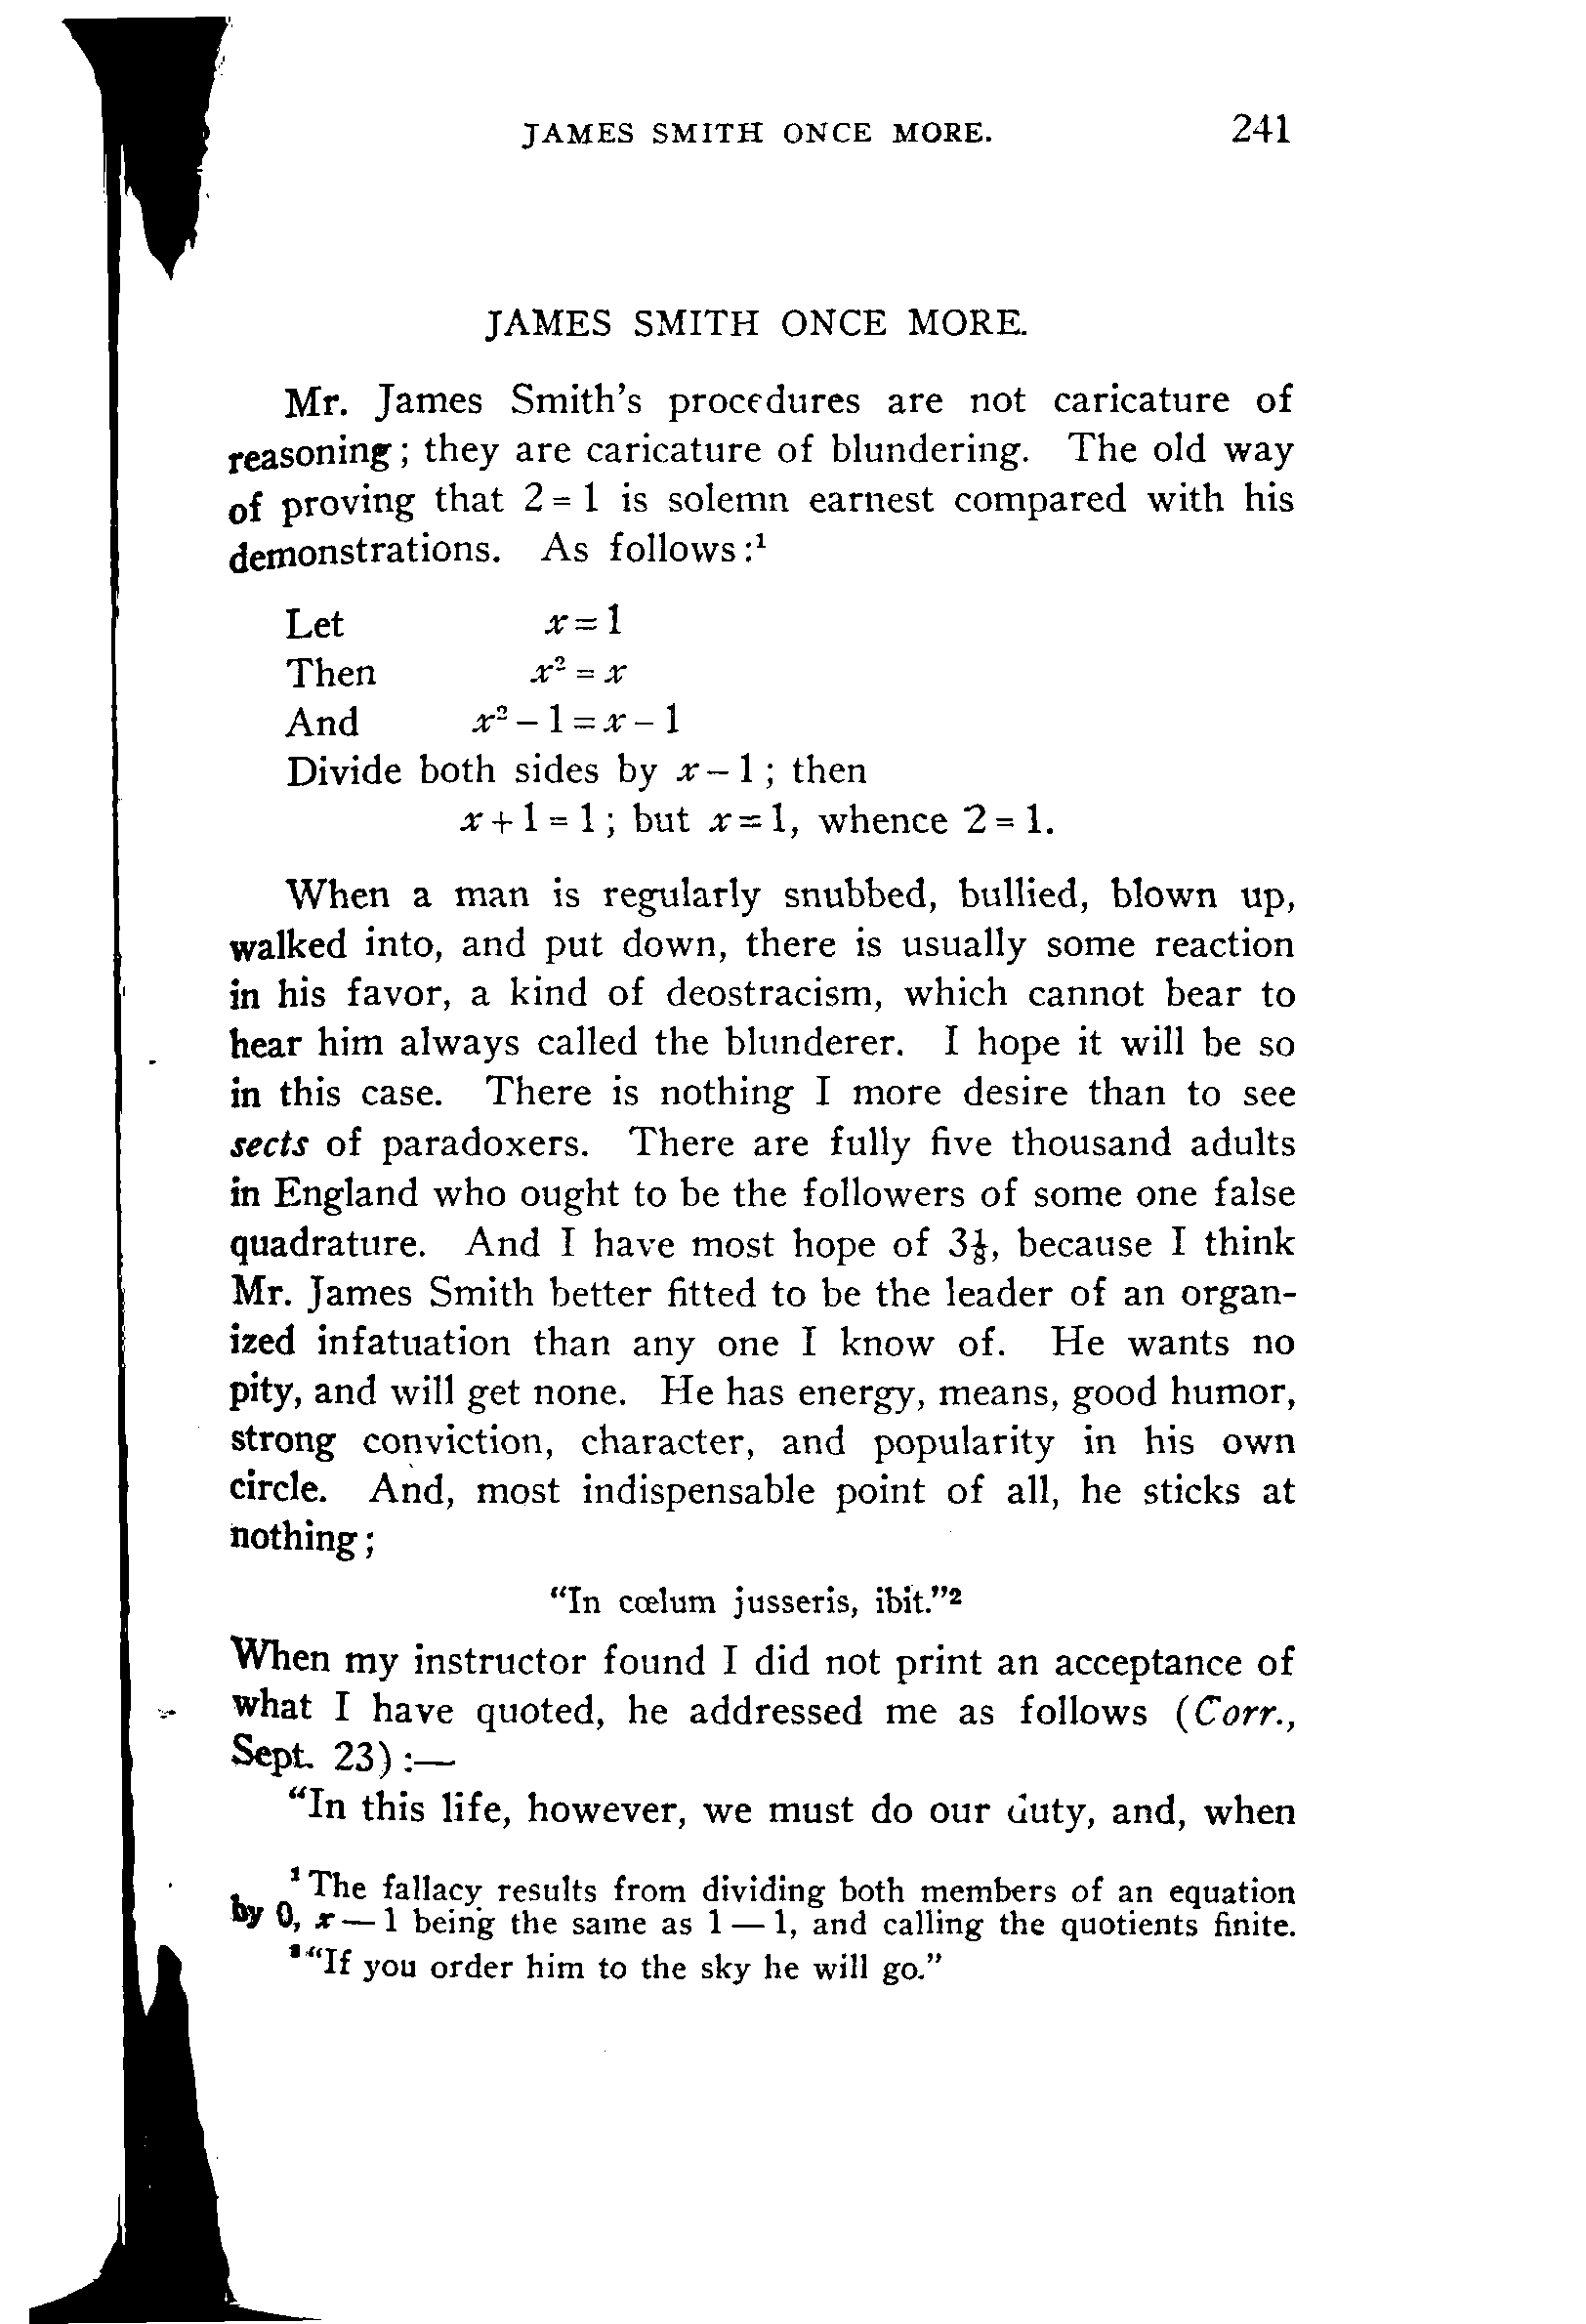 JAMES SMITH ONCE MORE. 241
JAMES SMITH ONCE MORE.
Mr. James Smith's procedures are not caricature of
reasoning; they are caricature of blundering. The old way
of proving that 2 = 1 is solemn earnest compared with his
demonstrations. As follows:¹
Let x = 1
Then x² = x
And x² – 1 = x – 1
Divide both sides by x – 1; then
x + 1 = 1; but x = 1, whence 2 = 1.
When a man is regularly snubbed, bullied, blown up,
walked into, and put down, there is usually some reaction
in his favor, a kind of deostracism, which cannot bear to
hear him always called the blunderer. I hope it will be so
in this case. There is nothing I more desire than to see
sects of paradoxers. There are fully five thousand adults
in England who ought to be the followers of some one false
quadrature. And I have most hope of 3⅛, because I think
Mr. James Smith better fitted to be the leader of an organ-
ized infatuation than any one I know of. He wants no
pity, and will get none. He has energy, means, good humor,
strong conviction, character, and popularity in his own
circle. And, most indispensable point of all, he sticks at
nothing;
"In cœlum jusseris, ibit."²
When my instructor found I did not print an acceptance of
what I have quoted, he addressed me as follows (Corr.,
Sept. 23):—
"In this life, however, we must do our duty, and, when
¹ The fallacy results from dividing both members of an equation
by 0, x — 1 being the same as 1 — 1, and calling the quotients finite.
² "If you order him to the sky he will go."